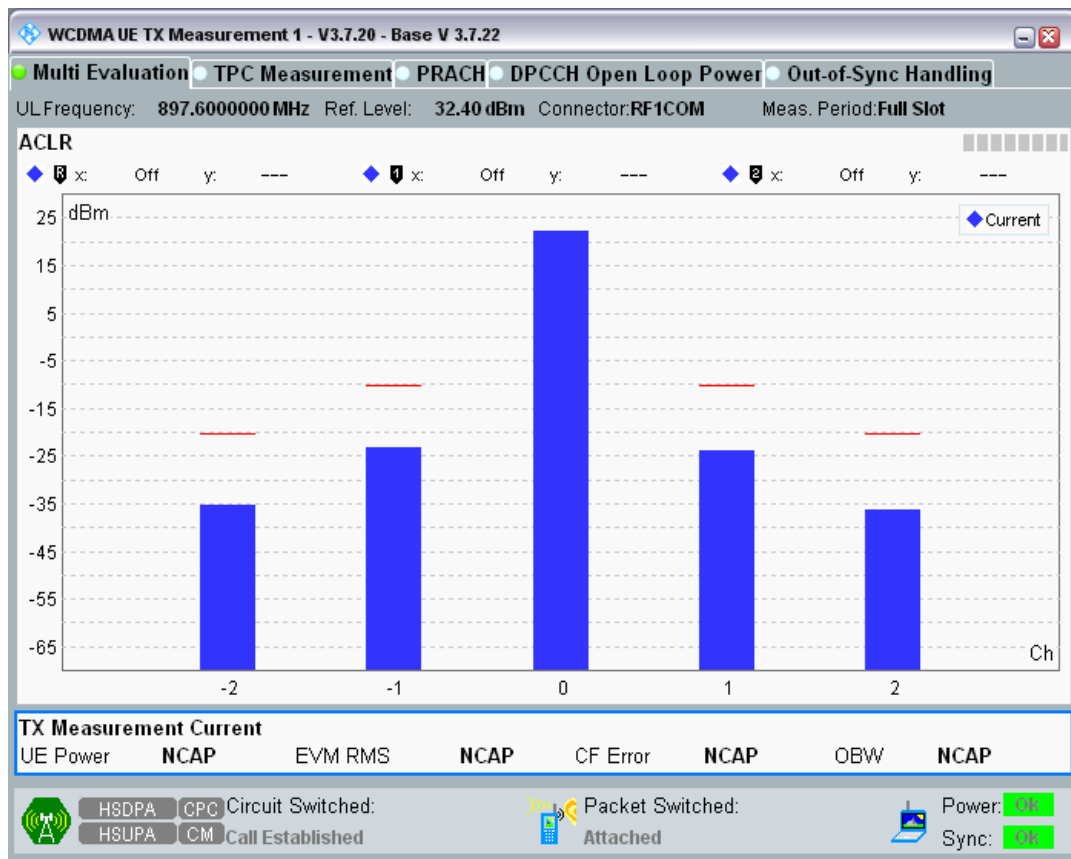 WCDMA UE TX Measurement 1 - V3.7.20 - Base V 3.7.22
Multi Evaluation TPC Measurement PRACH DPCCH Open Loop Power Out-of-Sync Handling
UL Frequency: 897.6000000 MHz Ref. Level: 32.40 dBm Connector: RF1COM Meas. Period: Full Slot
ACLR
R x: Off y: --- 1 x: Off y: --- 2 x: Off y: ---
dBm
Current
25
15
5
-5
-15
-25
-35
-45
-55
-65
Ch
-2 -1 0 1 2
TX Measurement Current
UE Power NCAP EVM RMS NCAP CF Error NCAP OBW NCAP
HSDPA CPC Circuit Switched: Packet Switched: Power: Ok
HSUPA CM Call Established Attached Sync: Ok